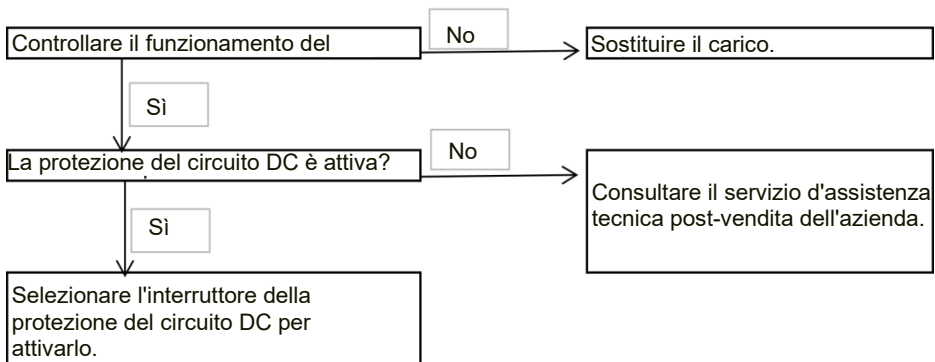 Controllare il funzionamento del
No
Sostituire il carico.
Sì
La protezione del circuito DC è attiva?
No
Consultare il servizio d'assistenza
tecnica post-vendita dell'azienda.
Sì
Selezionare l'interruttore della
protezione del circuito DC per
attivarlo.